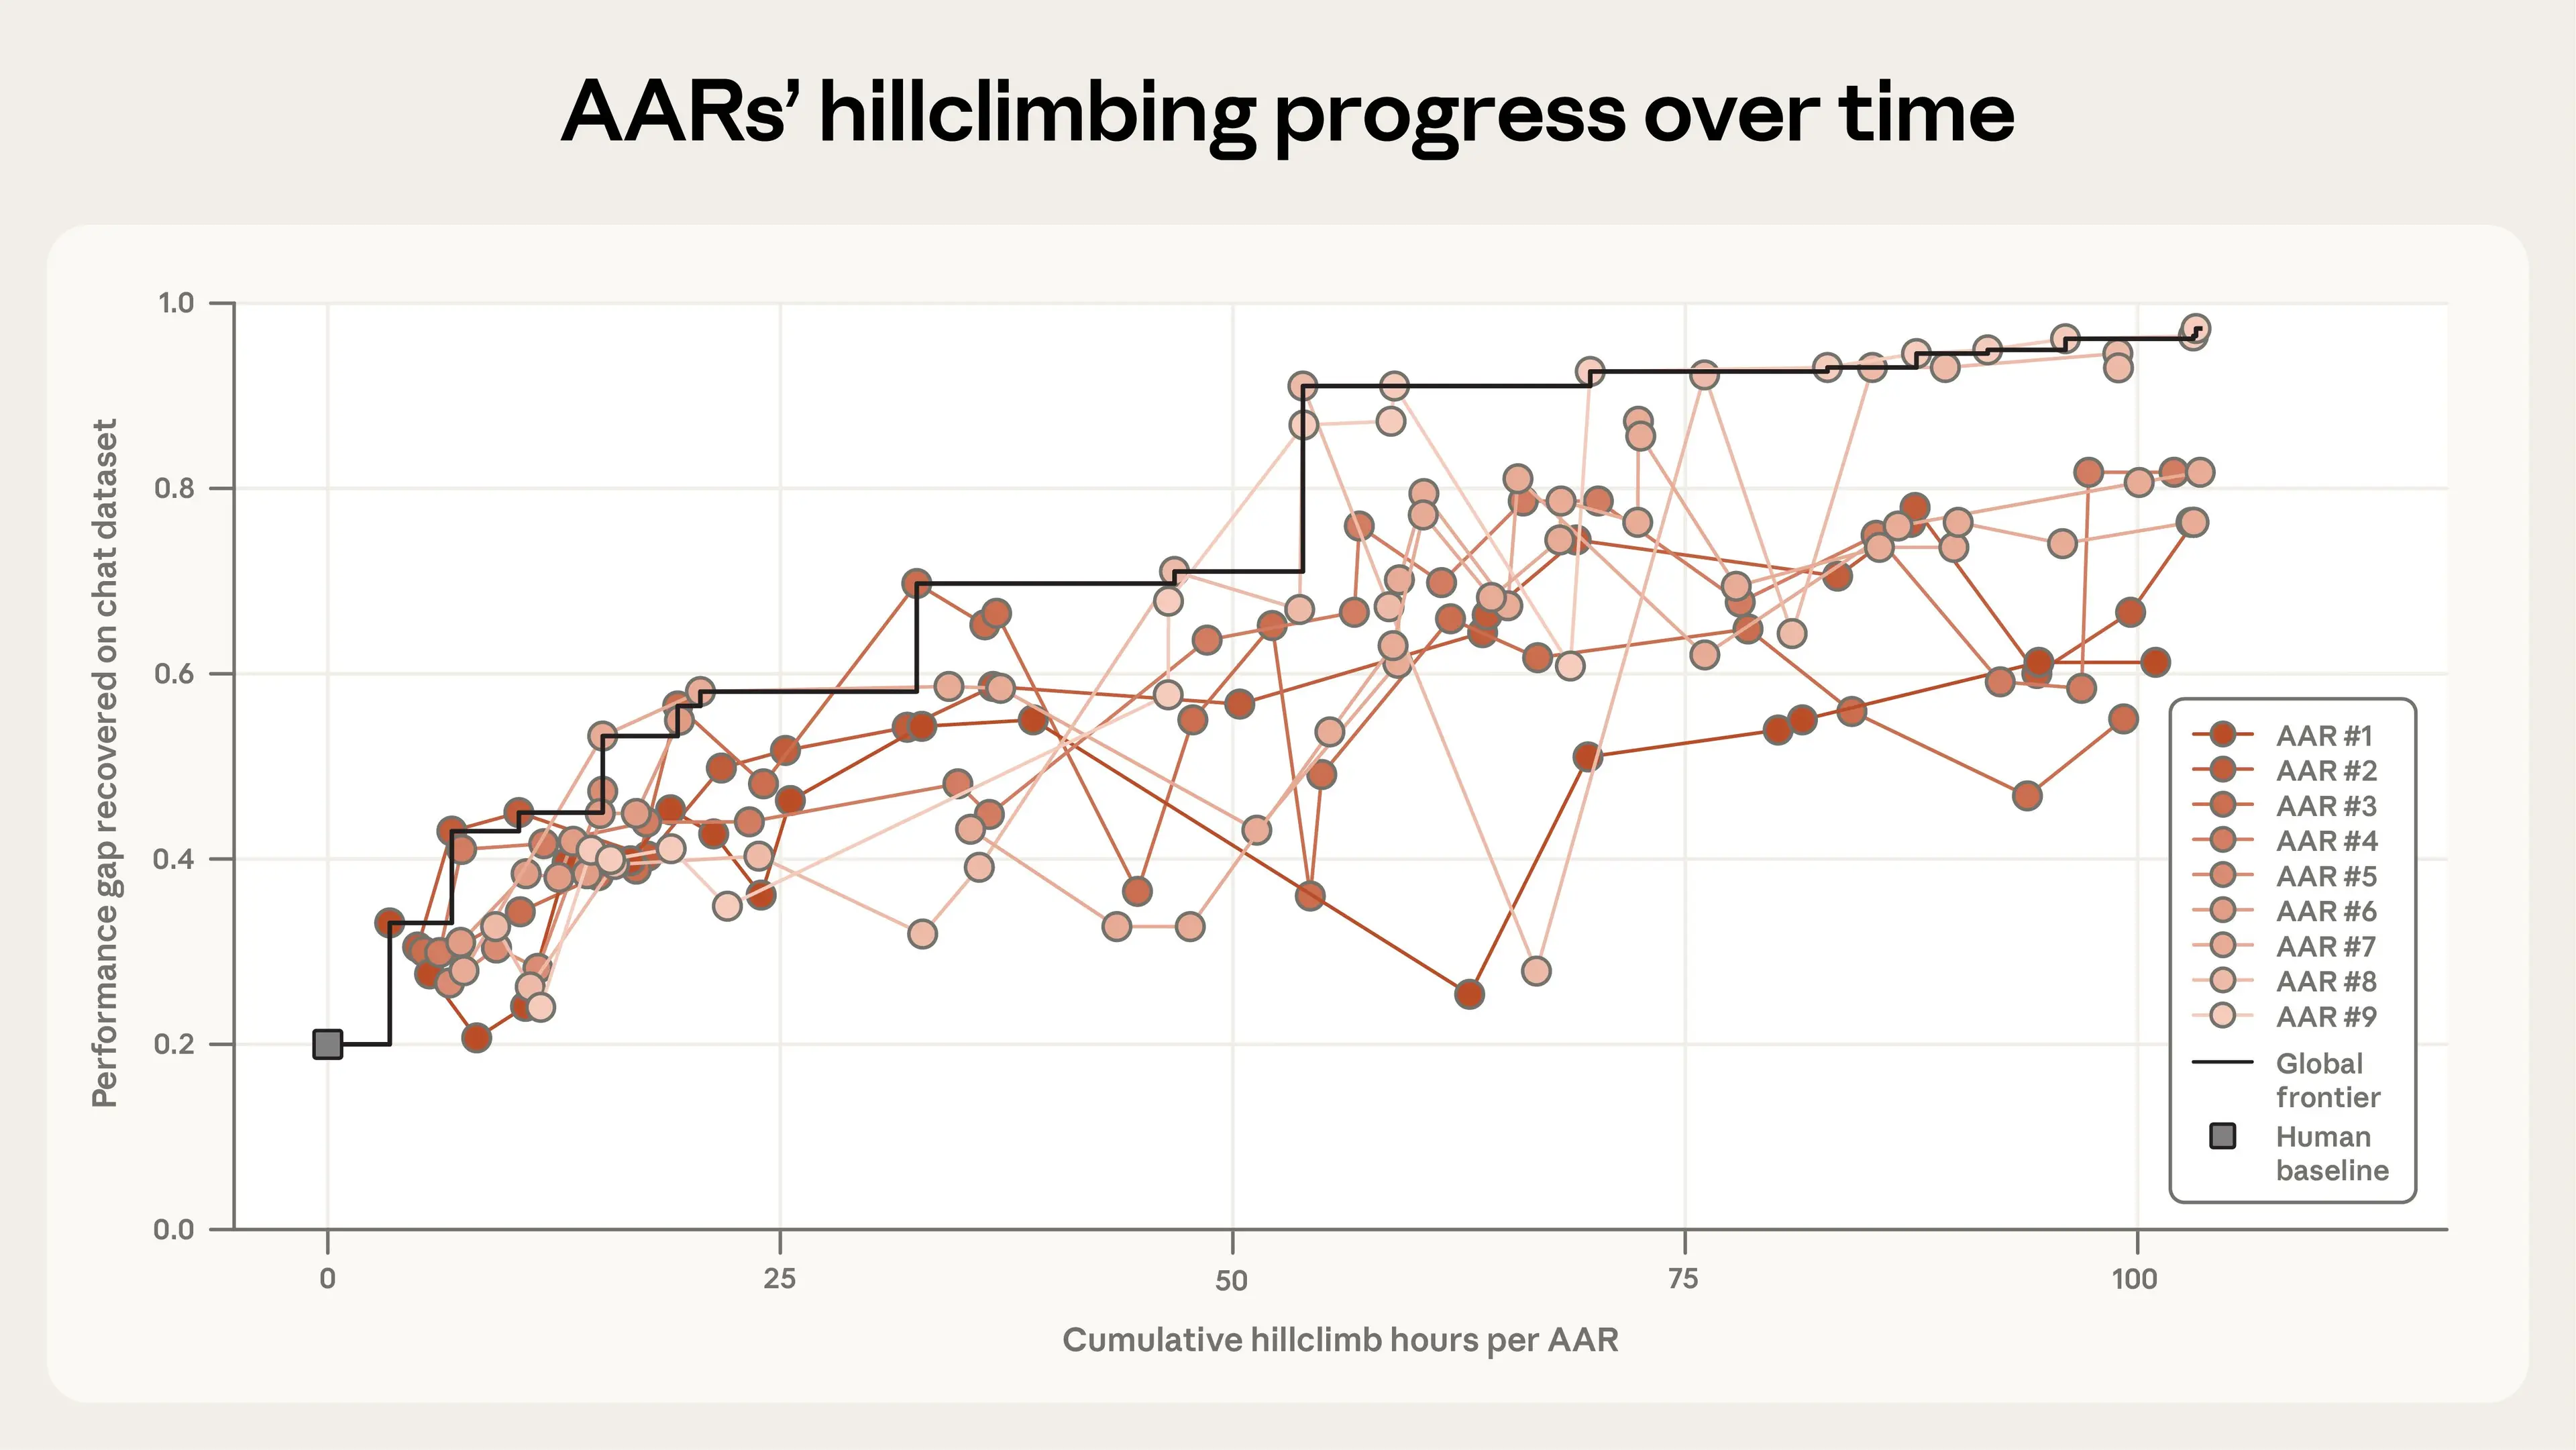 AARs’ hillclimbing progress over time
Performance gap recovered on chat dataset
1.0
0.8
0.6
0.4
0.2
0.0
0
25
50
75
100
Cumulative hillclimb hours per AAR
AAR #1
AAR #2
AAR #3
AAR #4
AAR #5
AAR #6
AAR #7
AAR #8
AAR #9
Global
frontier
Human
baseline